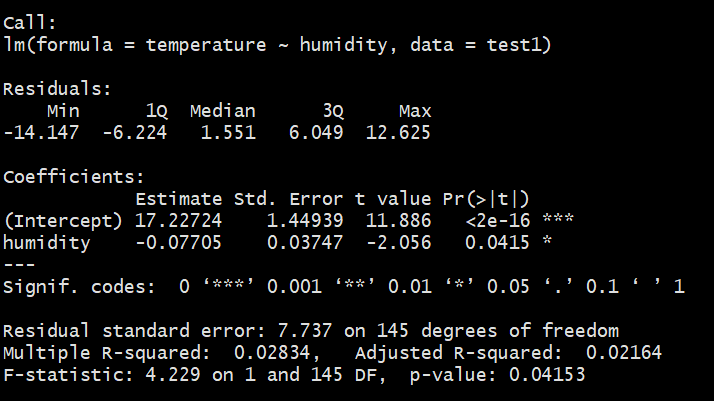 Call:
lm(formula = temperature ~ humidity, data = test1)
Residuals:
Min 1Q Median 3Q Max
-14.147 -6.224 1.551 6.049 12.625
Coefficients:
Estimate Std. Error t value Pr(>|t|)
(Intercept) 17.22724 1.44939 11.886 <2e-16 ***
humidity -0.07705 0.03747 -2.056 0.0415 *
---
Signif. codes: 0 ‘***’ 0.001 ‘**’ 0.01 ‘*’ 0.05 ‘.’ 0.1 ‘ ’ 1
Residual standard error: 7.737 on 145 degrees of freedom
Multiple R-squared: 0.02834, Adjusted R-squared: 0.02164
F-statistic: 4.229 on 1 and 145 DF, p-value: 0.04153